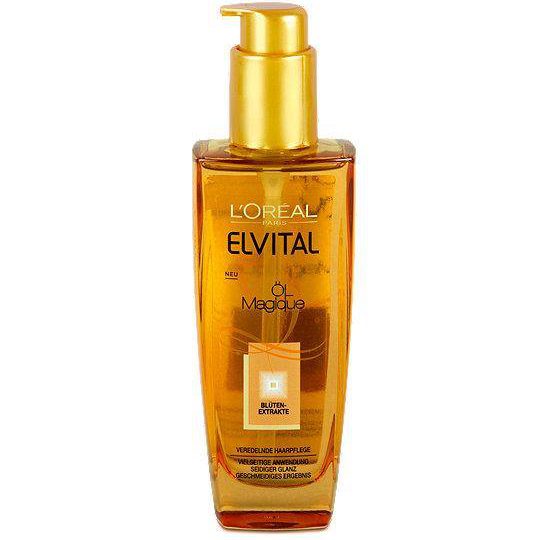 L'ORÉAL
PARIS
ELVITAL
NEU
ÖL
Magique
BLÜTEN-
EXTRAKTE
VEREDELNDE HAARPFLEGE
VIELSEITIGE ANWENDUNG
SEIDIGER GLANZ
GESCHMEIDIGES ERGEBNIS